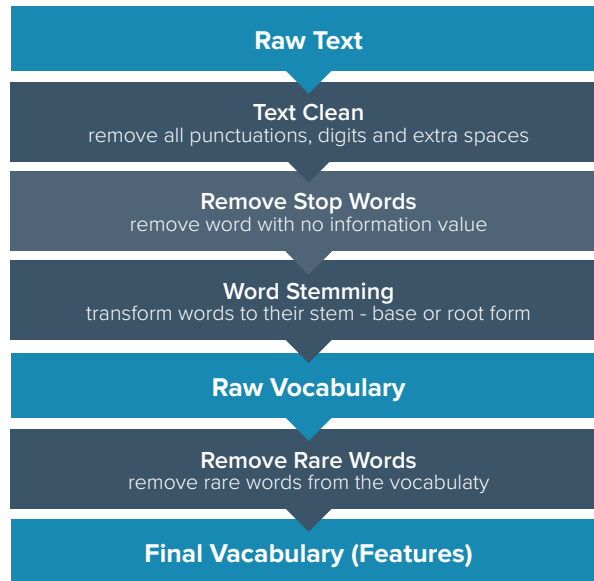 Raw Text
Text Clean
remove all punctuations, digits and extra spaces
Remove Stop Words
remove word with no information value
Word Stemming
transform words to their stem - base or root form
Raw Vocabulary
Remove Rare Words
remove rare words from the vocabulaty
Final Vacabulary (Features)